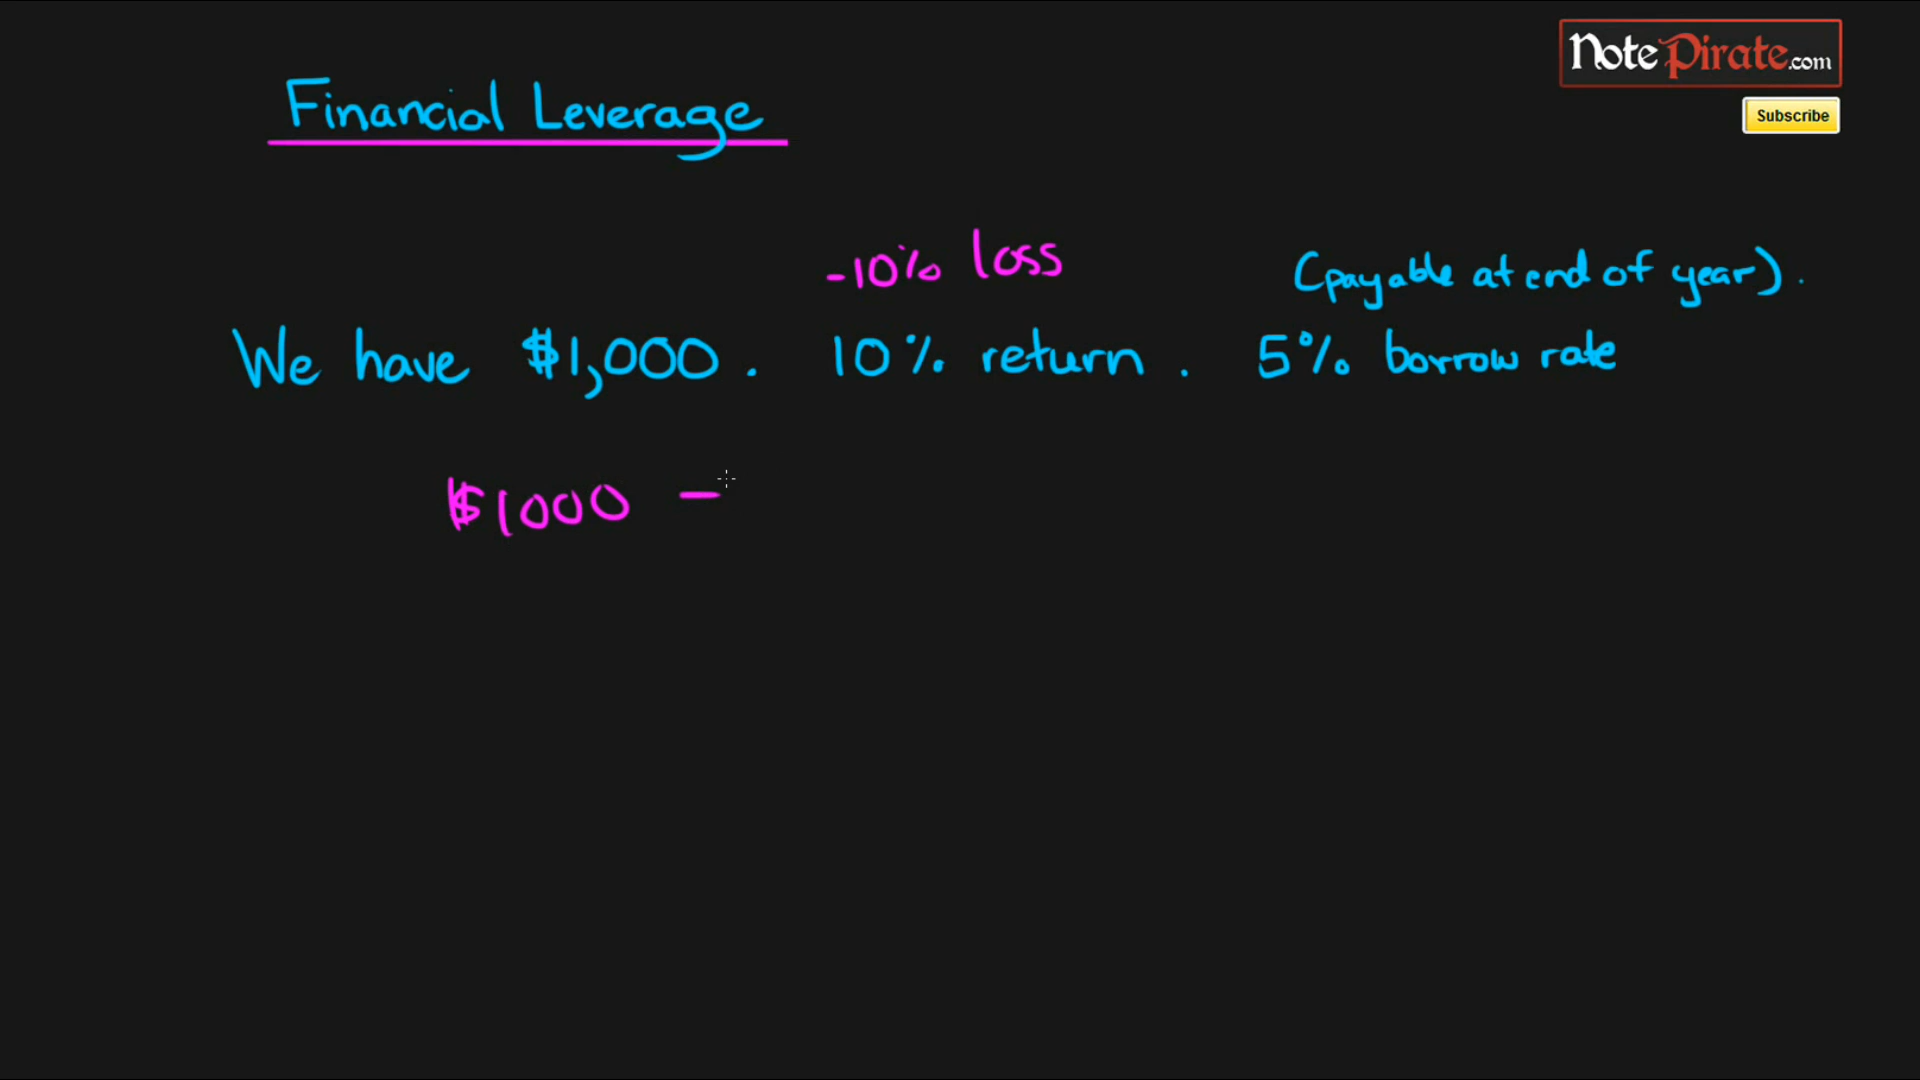 NotePirate.com
Subscribe
Financial Leverage
-10% loss (payable at end of year).
We have $1,000. 10% return. 5% borrow rate
$1000 –